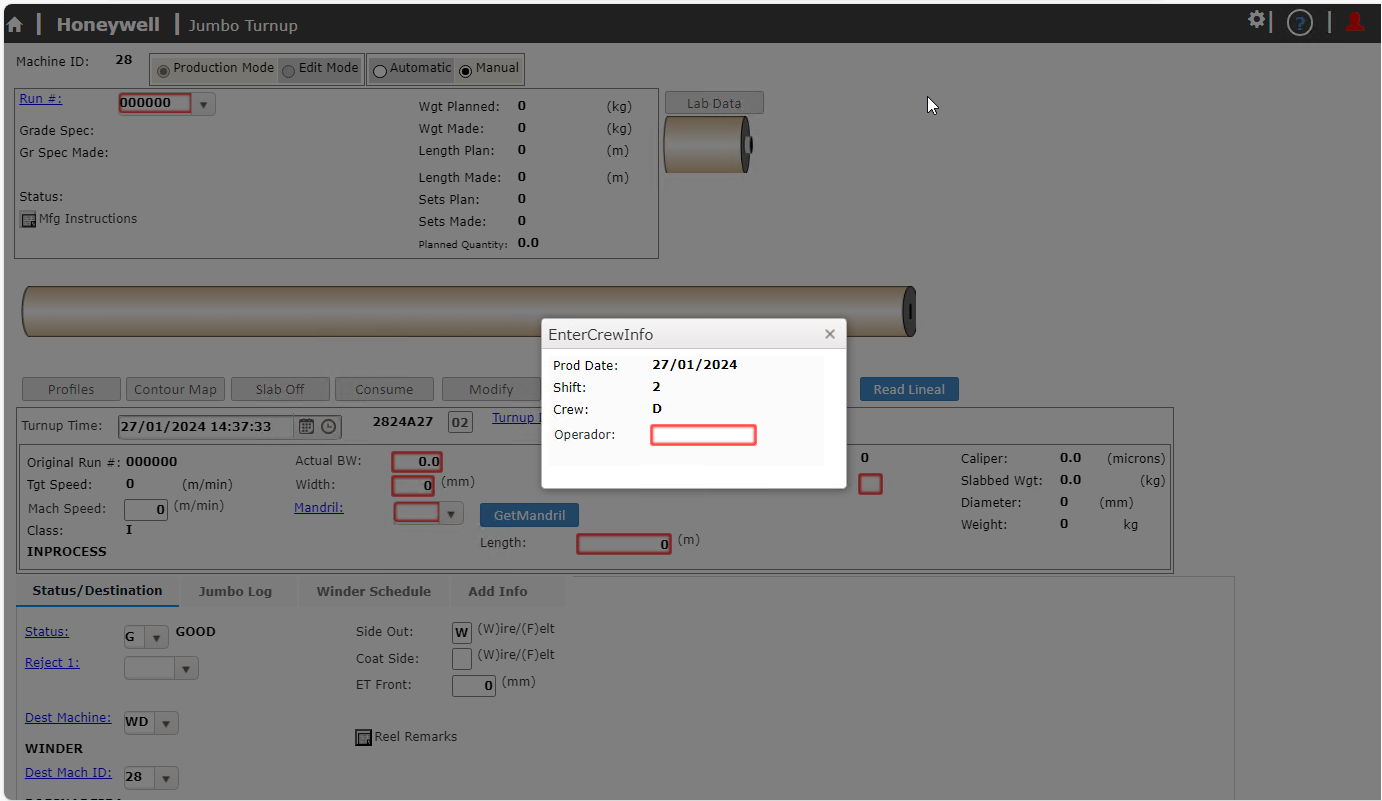 Honeywell | Jumbo Turnup
Machine ID: 28 Production Mode Edit Mode Automatic Manual
Run #: 000000
Grade Spec:
Gr Spec Made:
Status:
Mfg Instructions
Wgt Planned: 0 (kg)
Wgt Made: 0 (kg)
Length Plan: 0 (m)
Length Made: 0 (m)
Sets Plan: 0
Sets Made: 0
Planned Quantity: 0.0
Lab Data
EnterCrewInfo
Prod Date: 27/01/2024
Shift: 2
Crew: D
Operador:
Profiles Contour Map Slab Off Consume Modify Read Lineal
Turnup Time: 27/01/2024 14:37:33 2824A27 02 Turnup
Original Run #: 000000
Tgt Speed: 0 (m/min)
Mach Speed: 0 (m/min)
Class: I
INPROCESS
Actual BW: 0.0
Width: 0 (mm)
Mandril: GetMandril
Length: 0 (m)
0
Caliper: 0.0 (microns)
Slabbed Wgt: 0.0 (kg)
Diameter: 0 (mm)
Weight: 0 kg
Status/Destination Jumbo Log Winder Schedule Add Info
Status: G GOOD
Reject 1:
Dest Machine: WD
WINDER
Dest Mach ID: 28
Side Out: W (W)ire/(F)elt
Coat Side: (W)ire/(F)elt
ET Front: 0 (mm)
Reel Remarks